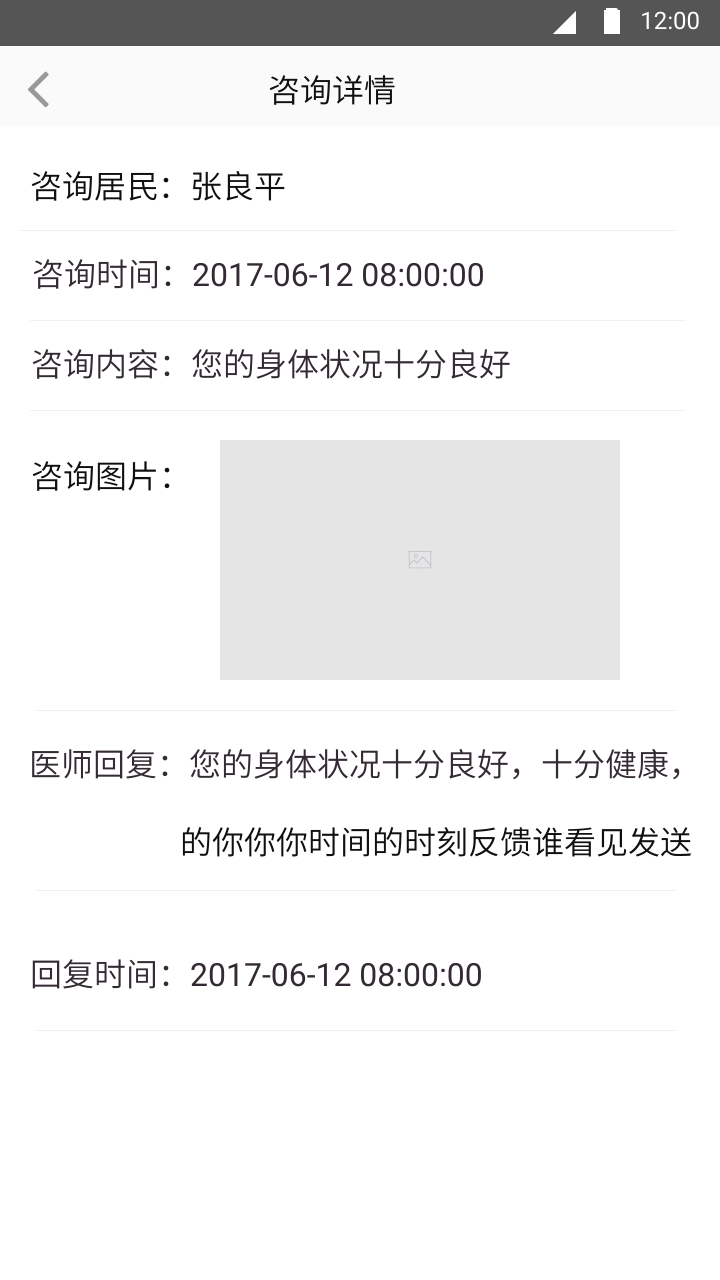 12:00
咨询详情
咨询居民：张良平
咨询时间：2017-06-12 08:00:00
咨询内容：您的身体状况十分良好
咨询图片：
医师回复：您的身体状况十分良好，十分健康，
的你你你时间的时刻反馈谁看见发送
回复时间：2017-06-12 08:00:00